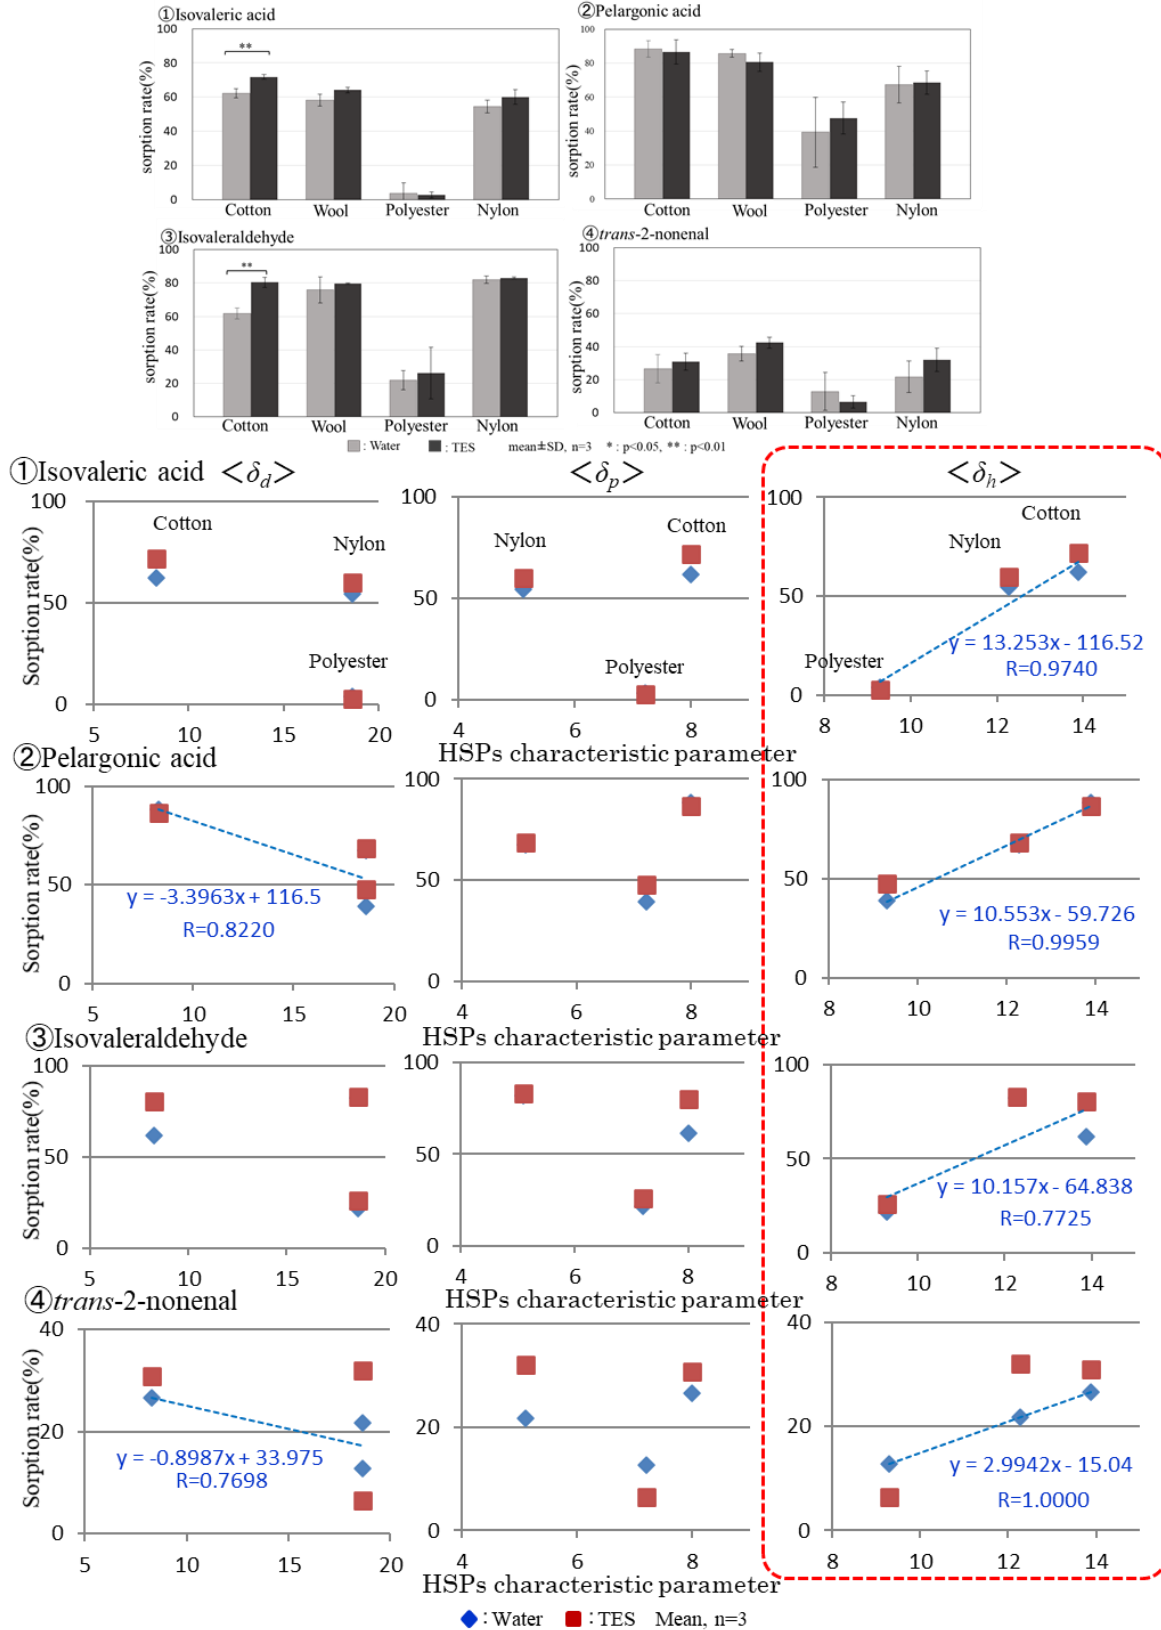 ①Isovaleric acid
②Pelargonic acid
sorption rate(%)
100
80
60
40
20
0
**
Cotton Wool Polyester Nylon
sorption rate(%)
100
80
60
40
20
0
Cotton Wool Polyester Nylon
③Isovaleraldehyde
④trans-2-nonenal
sorption rate(%)
100
80
60
40
20
0
**
Cotton Wool Polyester Nylon
sorption rate(%)
100
80
60
40
20
0
Cotton Wool Polyester Nylon
: Water : TES mean±SD, n=3 * : p<0.05, ** : p<0.01
①Isovaleric acid <δd> <δp> <δh>
Sorption rate(%)
100
50
0
5 10 15 20
Cotton
Nylon
Polyester
100
50
0
4 6 8
Nylon
Cotton
Polyester
100
50
0
8 10 12 14
Cotton
Nylon
Polyester
y = 13.253x - 116.52
R=0.9740
HSPs characteristic parameter
②Pelargonic acid
Sorption rate(%)
100
50
0
5 10 15 20
y = -3.3963x + 116.5
R=0.8220
100
50
0
4 6 8
100
50
0
8 10 12 14
y = 10.553x - 59.726
R=0.9959
HSPs characteristic parameter
③Isovaleraldehyde
Sorption rate(%)
100
50
0
5 10 15 20
100
50
0
4 6 8
100
50
0
8 10 12 14
y = 10.157x - 64.838
R=0.7725
HSPs characteristic parameter
④trans-2-nonenal
Sorption rate(%)
40
20
0
5 10 15 20
y = -0.8987x + 33.975
R=0.7698
40
20
0
4 6 8
40
20
0
8 10 12 14
y = 2.9942x - 15.04
R=1.0000
HSPs characteristic parameter
: Water : TES Mean, n=3